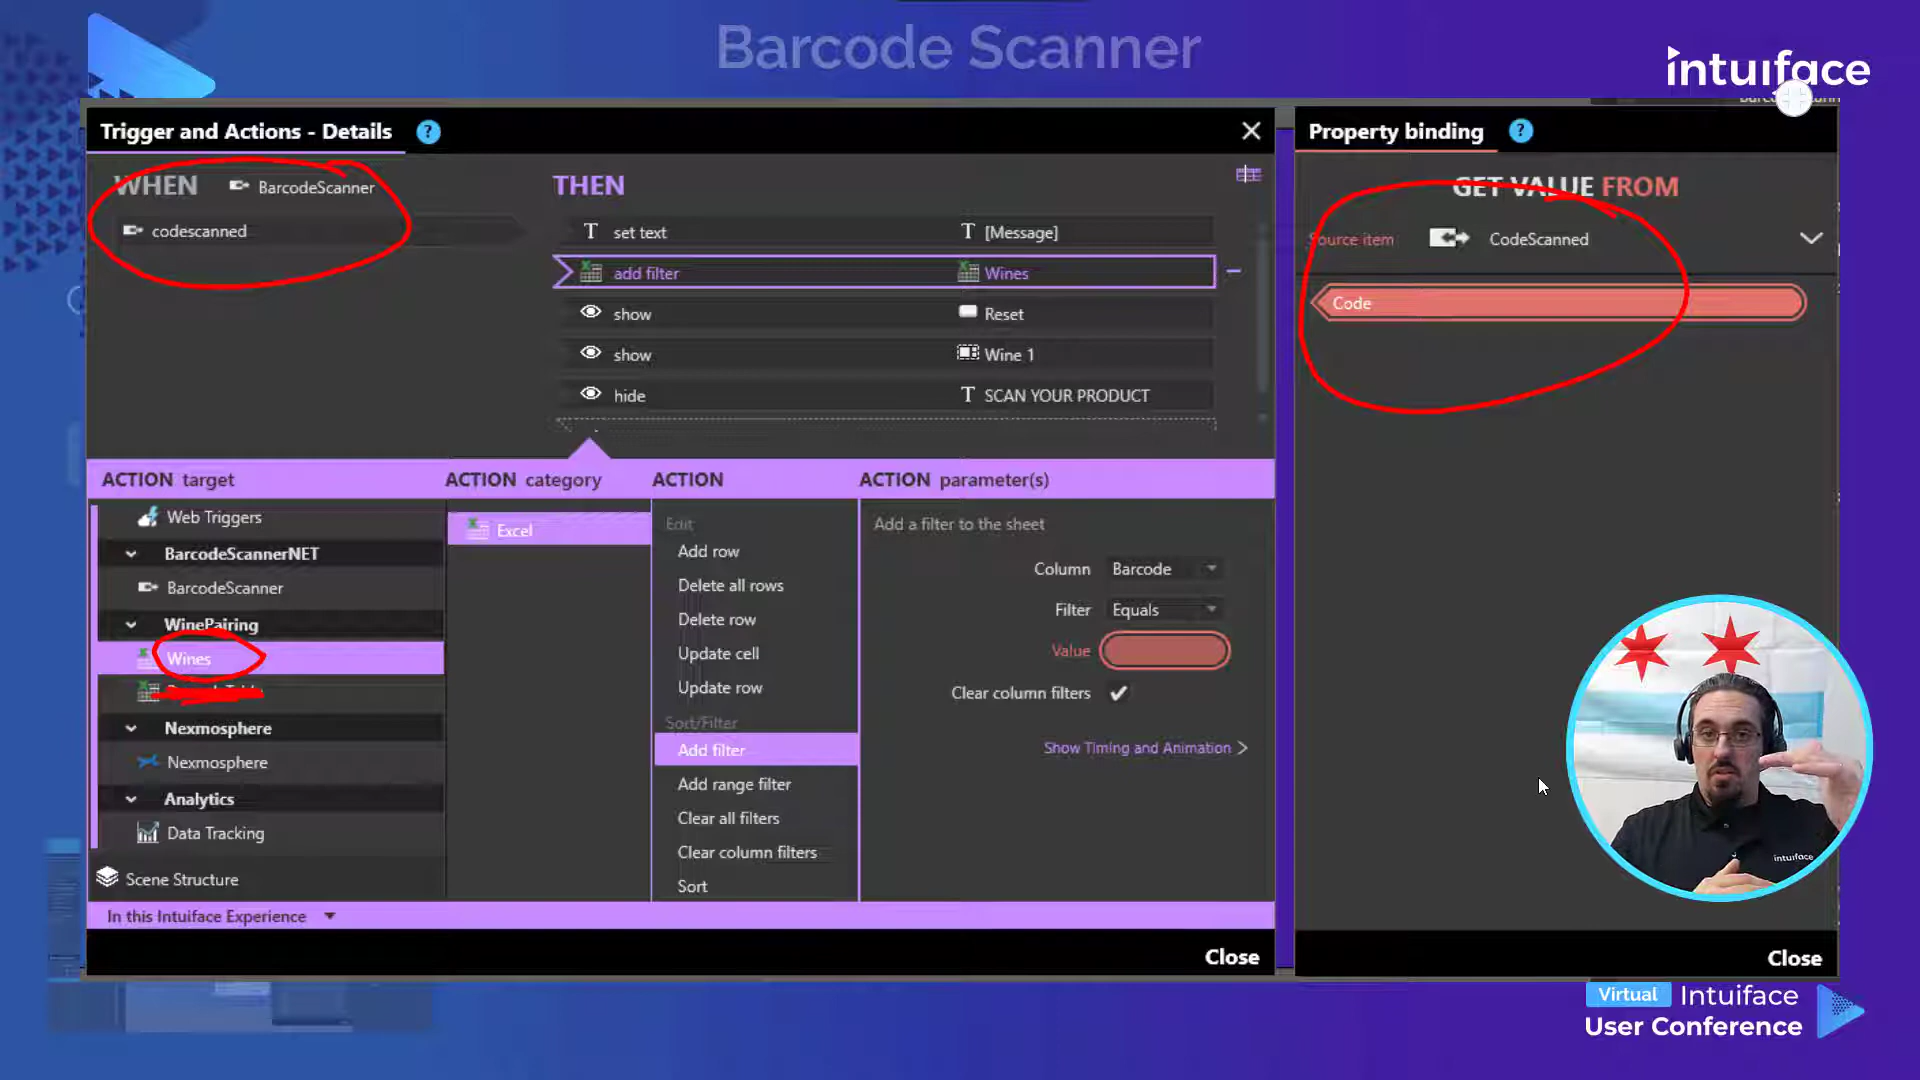 Barcode Scanner
intuıface
Trigger and Actions - Details ?
WHEN BarcodeScanner
codescanned
THEN
T set text T [Message]
add filter Wines
show Reset
show Wine 1
hide T SCAN YOUR PRODUCT
ACTION target
Web Triggers
BarcodeScannerNET
BarcodeScanner
WinePairing
Wines
Nexmosphere
Nexmosphere
Analytics
Data Tracking
Scene Structure
In this Intuiface Experience
ACTION category
Excel
ACTION
Edit
Add row
Delete all rows
Delete row
Update cell
Update row
Sort/Filter
Add filter
Add range filter
Clear all filters
Clear column filters
Sort
ACTION parameter(s)
Add a filter to the sheet
Column Barcode
Filter Equals
Value
Clear column filters
Show Timing and Animation
Close
Property binding ?
GET VALUE FROM
Source item CodeScanned
Code
intuıface
Close
Virtual Intuiface
User Conference